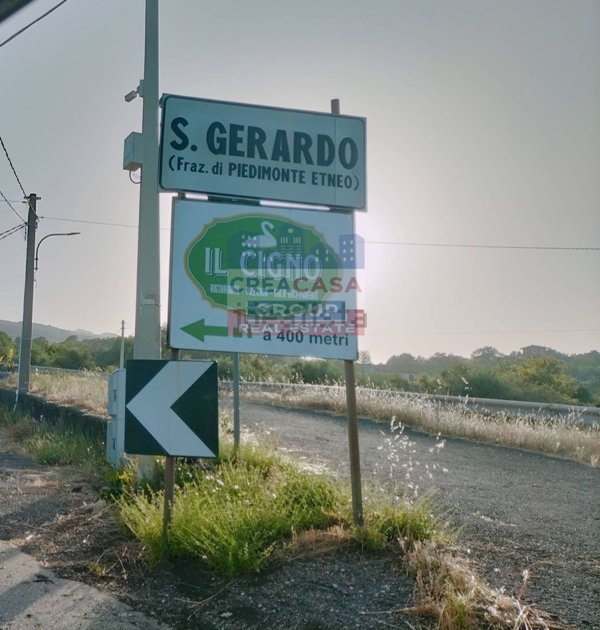 S. GERARDO
(Fraz. di PIEDIMONTE ETNEO)
IL CIGNO
CREACASA
GROUP
REAL ESTATE
a 400 metri